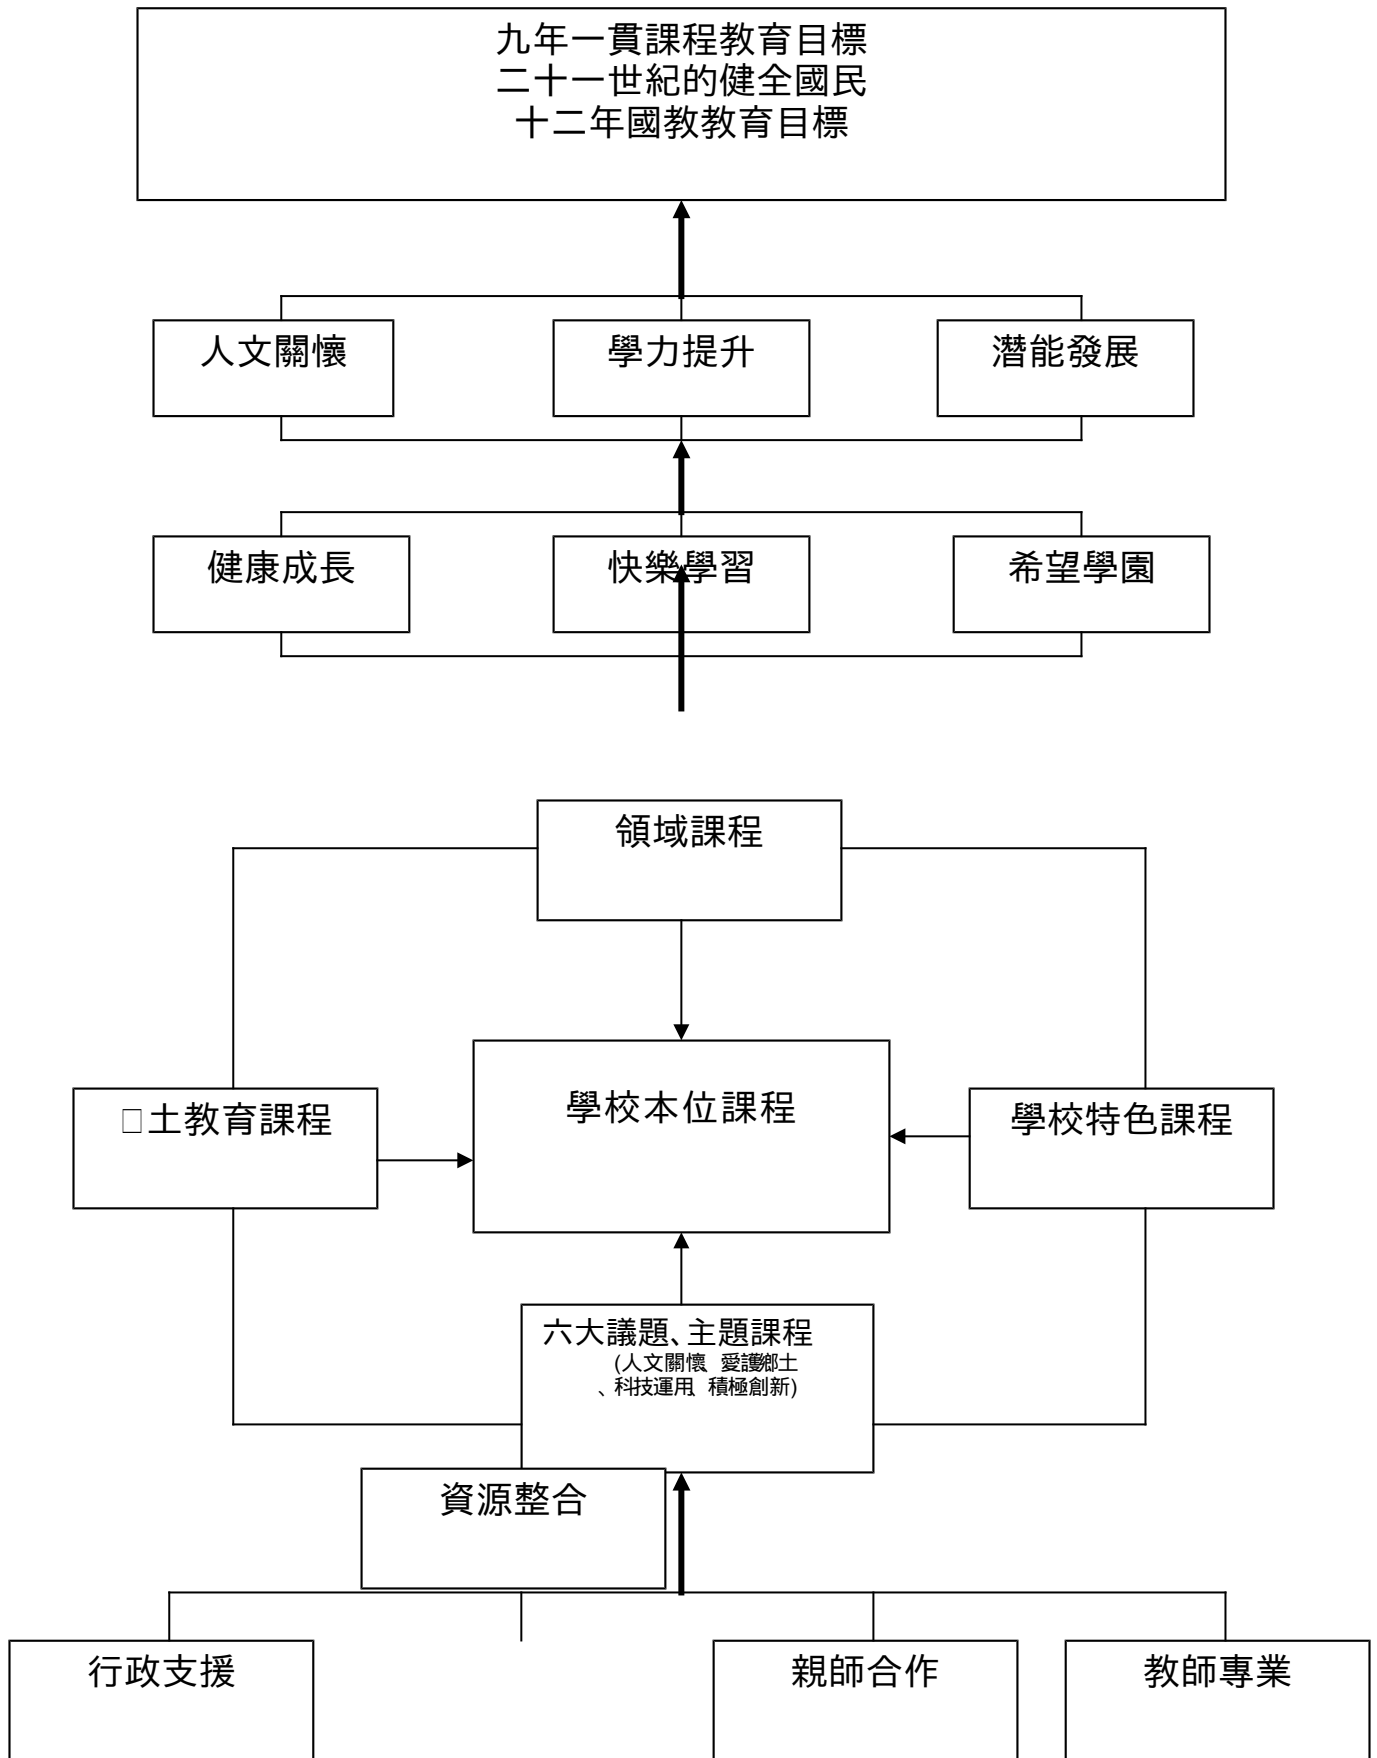 九年一貫課程教育目標
二十一世紀的健全國民
十二年國教教育目標
人文關懷
學力提升
潛能發展
健康成長
快樂學習
希望學園
領域課程
□土教育課程
學校本位課程
學校特色課程
六大議題、主題課程
(人文關懷、愛護鄉土
、科技運用、積極創新)
資源整合
行政支援
親師合作
教師專業